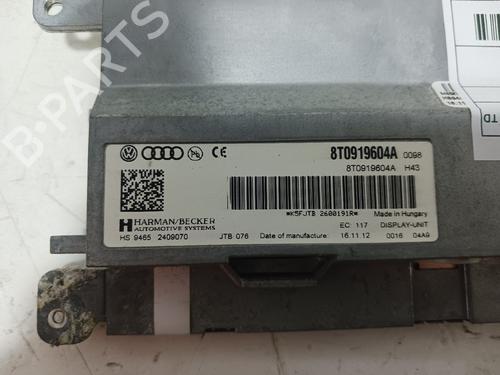 B-PARTS
8T0919604A 0098
8T0919604A H43
*K5FJTB 2600191R*
Made in Hungary
HARMAN/BECKER
AUTOMOTIVE SYSTEMS
EC: 117 DISPLAY-UNIT
HS 9465 2409070 JTB 076 Date of manufacture: 16.11.12 0016 04A9
TD